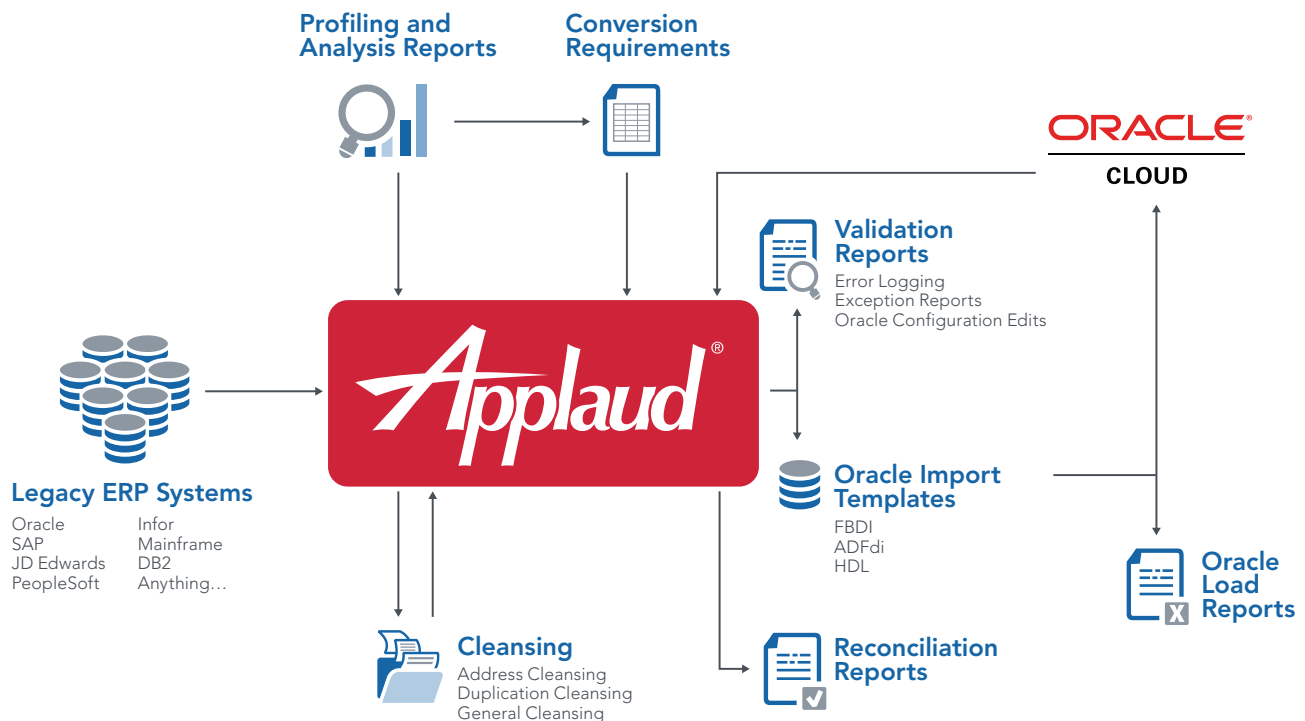 Profiling and
Analysis Reports
Conversion
Requirements
ORACLE®
CLOUD
Validation
Reports
Error Logging
Exception Reports
Oracle Configuration Edits
Applaud®
Legacy ERP Systems
Oracle
SAP
JD Edwards
PeopleSoft
Infor
Mainframe
DB2
Anything...
Oracle Import
Templates
FBDI
ADFdi
HDL
Oracle
Load
Reports
X
Cleansing
Address Cleansing
Duplication Cleansing
General Cleansing
Reconciliation
Reports